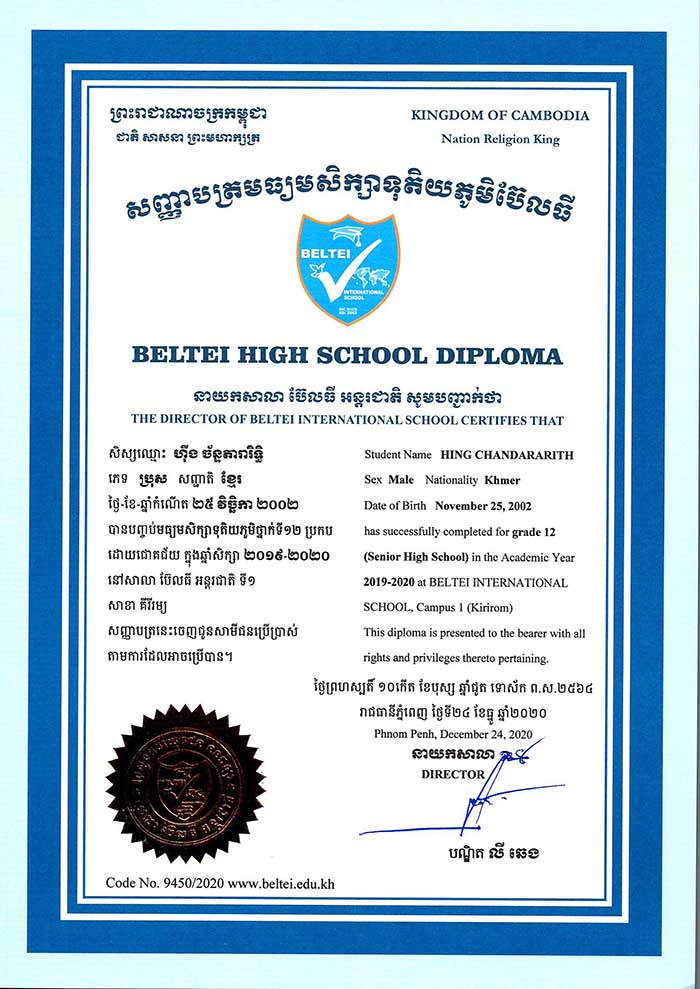 ព្រះរាជាណាចក្រកម្ពុជា
ជាតិ សាសនា ព្រះមហាក្សត្រ
KINGDOM OF CAMBODIA
Nation Religion King
សញ្ញាបត្រមធ្យមសិក្សាទុតិយភូមិប៊ែលធី
BELTEI
INTERNATIONAL
SCHOOL
BELTEI HIGH SCHOOL DIPLOMA
នាយកសាលា ប៊ែលធី អន្តរជាតិ សូមបញ្ជាក់ថា
THE DIRECTOR OF BELTEI INTERNATIONAL SCHOOL CERTIFIES THAT
សិស្សឈ្មោះ ហ៊ីង ច័ន្ទតារារិទ្ធិ
ភេទ ប្រុស សញ្ជាតិ ខ្មែរ
ថ្ងៃ-ខែ-ឆ្នាំកំណើត ២៥ វិច្ឆិកា ២០០២
បានបញ្ចប់មធ្យមសិក្សាទុតិយភូមិថ្នាក់ទី១២ ប្រកប
ដោយជោគជ័យ ក្នុងឆ្នាំសិក្សា ២០១៩-២០២០
នៅសាលា ប៊ែលធី អន្តរជាតិ ទី១
សាខា គីរីរម្យ
សញ្ញាបត្រនេះចេញជូនសាមីជនប្រើប្រាស់
តាមការដែលអាចប្រើបាន។
Student Name HING CHANDARARITH
Sex Male Nationality Khmer
Date of Birth November 25, 2002
has successfully completed for grade 12
(Senior High School) in the Academic Year
2019-2020 at BELTEI INTERNATIONAL
SCHOOL, Campus 1 (Kirirom)
This diploma is presented to the bearer with all
rights and privileges thereto pertaining.
ថ្ងៃព្រហស្បតិ៍ ១០កើត ខែបុស្ស ឆ្នាំជូត ទោស័ក ព.ស.២៥៦៤
រាជធានីភ្នំពេញ ថ្ងៃទី២៤ ខែធ្នូ ឆ្នាំ២០២០
Phnom Penh, December 24, 2020
នាយកសាលា
DIRECTOR
បណ្ឌិត លី ឆេង
Code No. 9450/2020 www.beltei.edu.kh